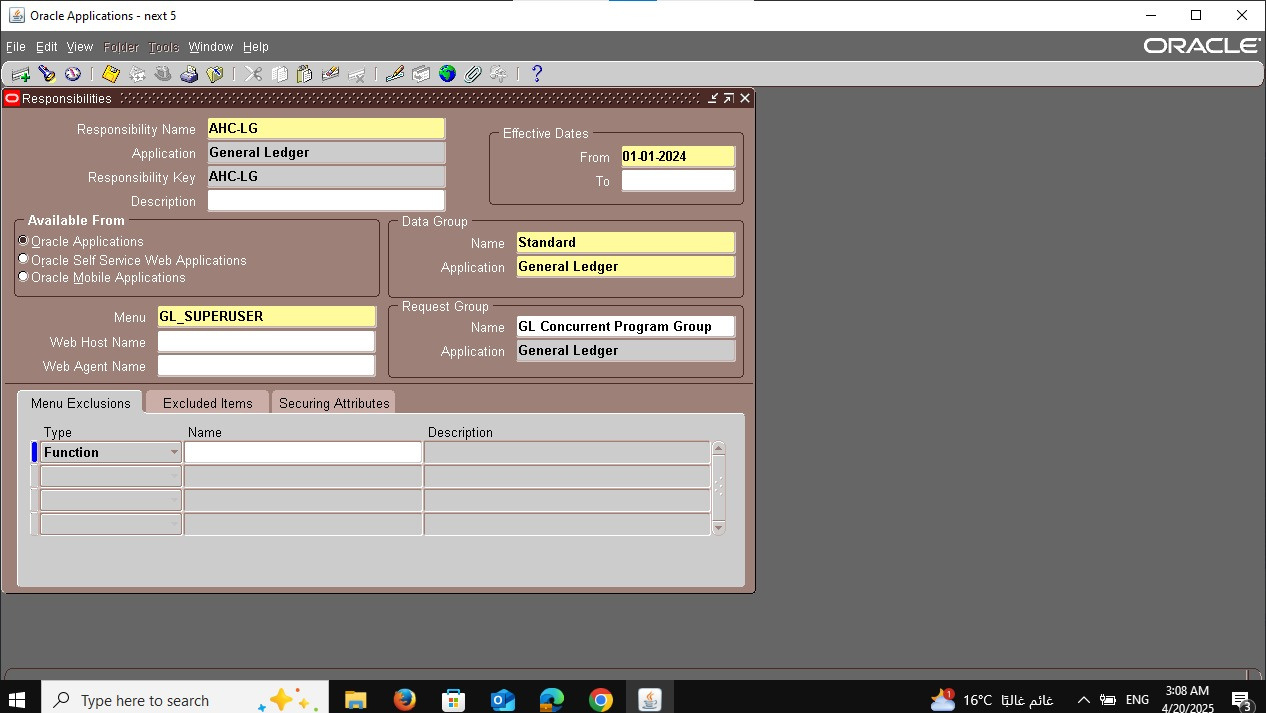 Oracle Applications - next 5
File Edit View Folder Tools Window Help
ORACLE
Responsibilities
Responsibility Name AHC-LG
Application General Ledger
Responsibility Key AHC-LG
Description
Effective Dates
From 01-01-2024
To
Available From
Oracle Applications
Oracle Self Service Web Applications
Oracle Mobile Applications
Data Group
Name Standard
Application General Ledger
Menu GL_SUPERUSER
Web Host Name
Web Agent Name
Request Group
Name GL Concurrent Program Group
Application General Ledger
Menu Exclusions Excluded Items Securing Attributes
Type Name Description
Function
Type here to search
1
16°C غائم غالبًا
ENG
3:08 AM
4/20/2025
3